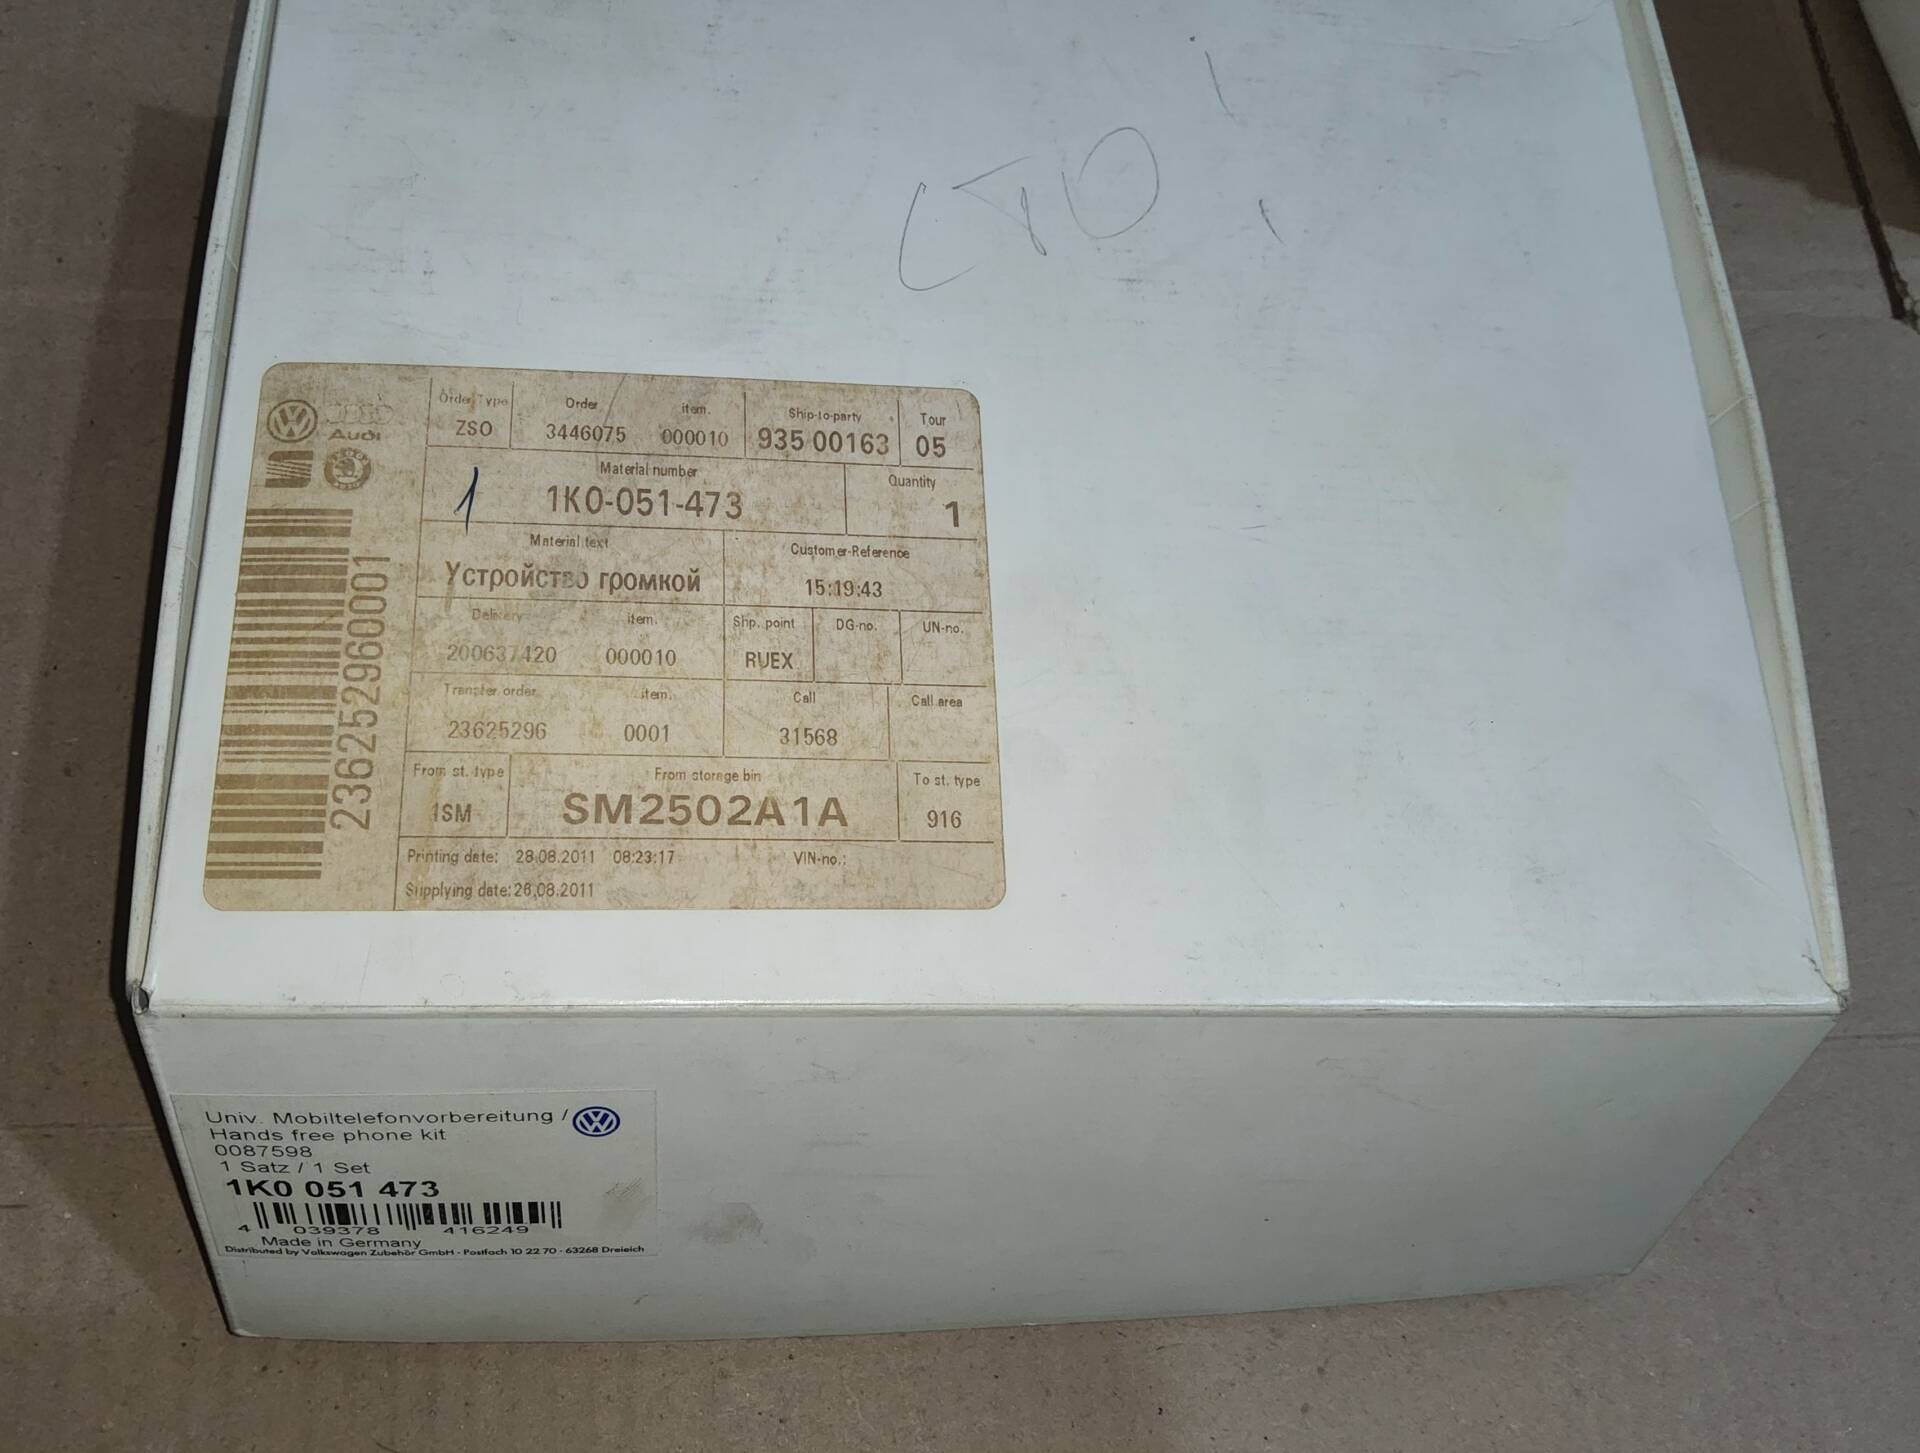 СТО
Audi
Order Type Order item. Ship-to-party Tour
ZSO 3446075 000010 935 00163 05
Material number Quantity
1 1K0-051-473 1
Material text Customer-Reference
Устройство громкой 15:19:43
Delivery item. Shp. point DG-no. UN-no.
200637420 000010 RUEX
Transfer order item. Call Call area
23625296 0001 31568
From st. type From storage bin To st. type
1SM SM2502A1A 916
Printing date: 28.08.2011 08:23:17 VIN-no.:
Supplying date: 26.08.2011
236252960001
Univ. Mobiltelefonvorbereitung /
Hands free phone kit
0087598
1 Satz / 1 Set
1K0 051 473
4 039378 416249
Made in Germany
Distributed by Volkswagen Zubehör GmbH - Postfach 10 22 70 - 63268 Dreieich